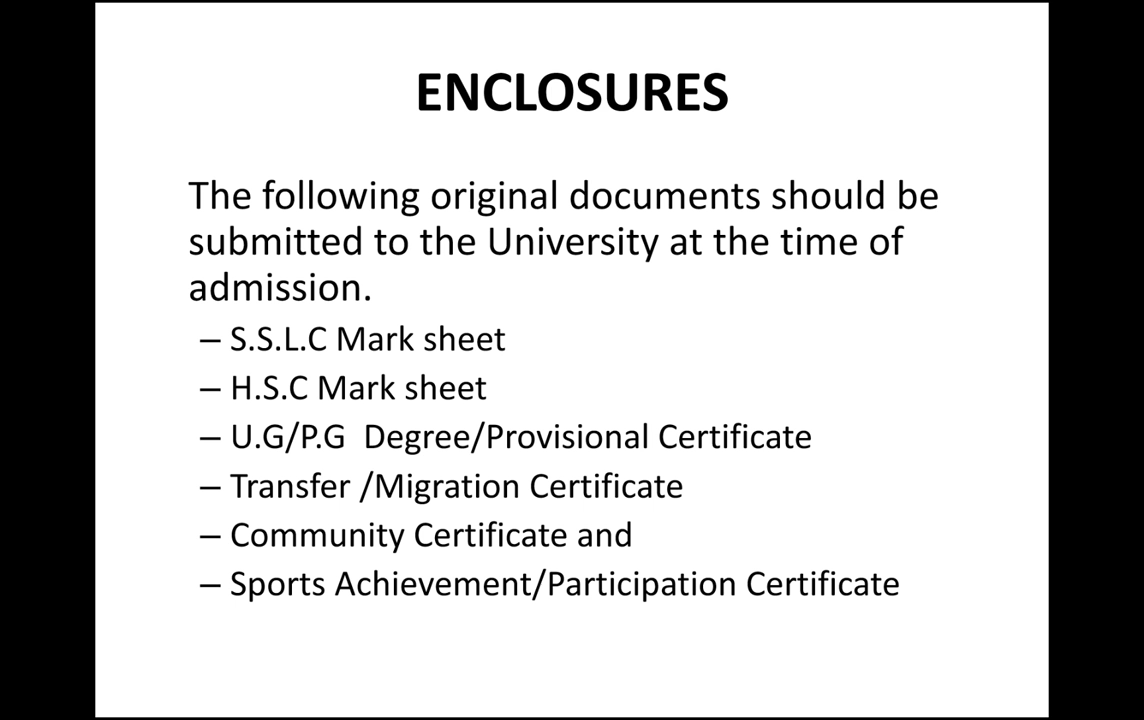 ENCLOSURES
The following original documents should be
submitted to the University at the time of
admission.
– S.S.L.C Mark sheet
– H.S.C Mark sheet
– U.G/P.G  Degree/Provisional Certificate
– Transfer /Migration Certificate
– Community Certificate and
– Sports Achievement/Participation Certificate